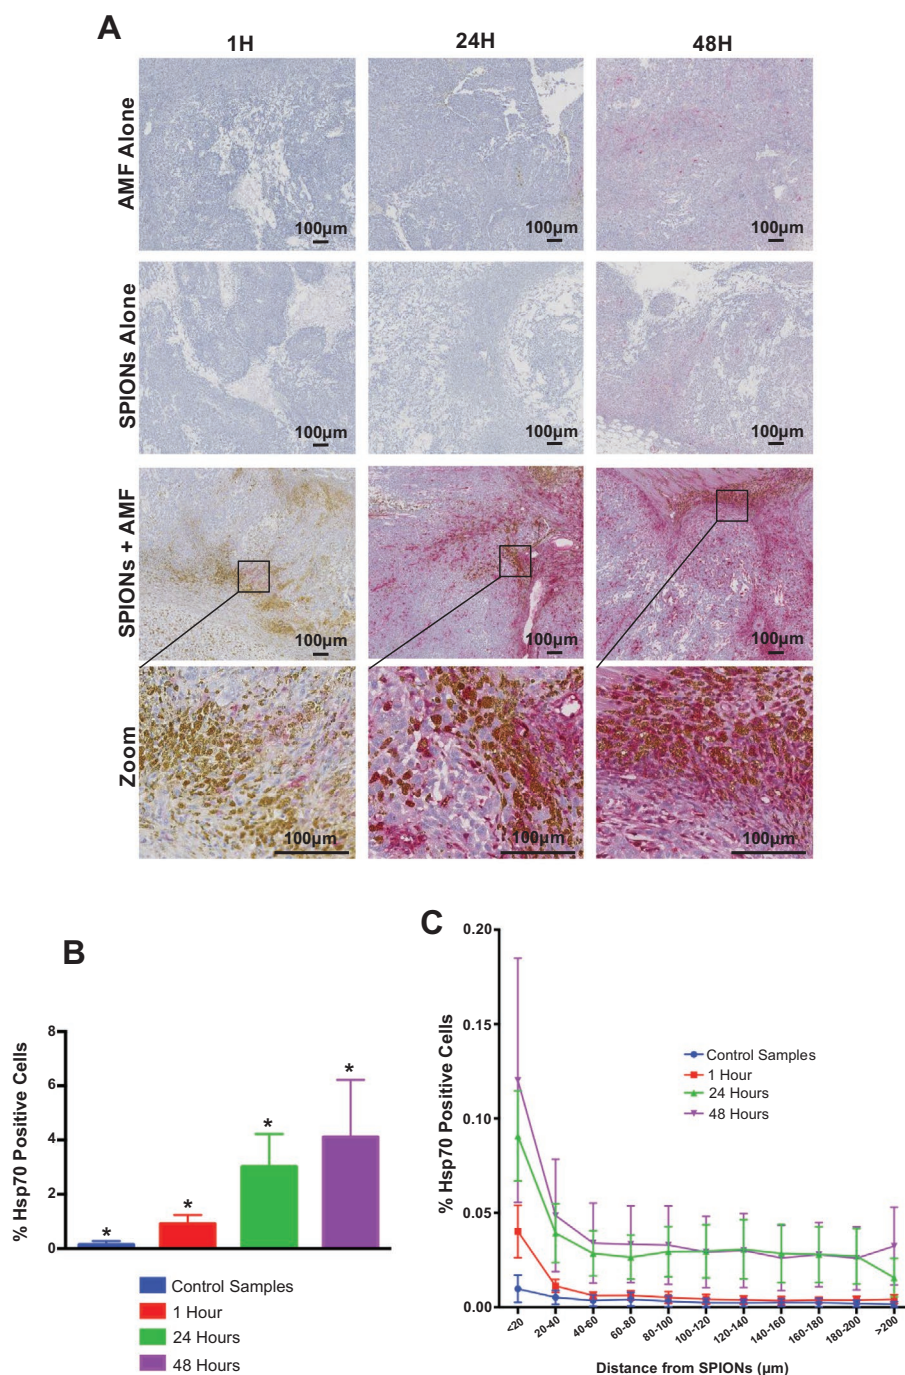 A
1H 24H 48H
AMF Alone
100µm 100µm 100µm
SPIONs Alone
100µm 100µm 100µm
SPIONs + AMF
100µm 100µm 100µm
Zoom
100µm 100µm 100µm
B
% Hsp70 Positive Cells
8
6
4
2
0
* * * *
Control Samples
1 Hour
24 Hours
48 Hours
C
% Hsp70 Positive Cells
0.20
0.15
0.10
0.05
0.00
Control Samples
1 Hour
24 Hours
48 Hours
<20 20-40 40-60 60-80 80-100 100-120 120-140 140-160 160-180 180-200 >200
Distance from SPIONs (µm)